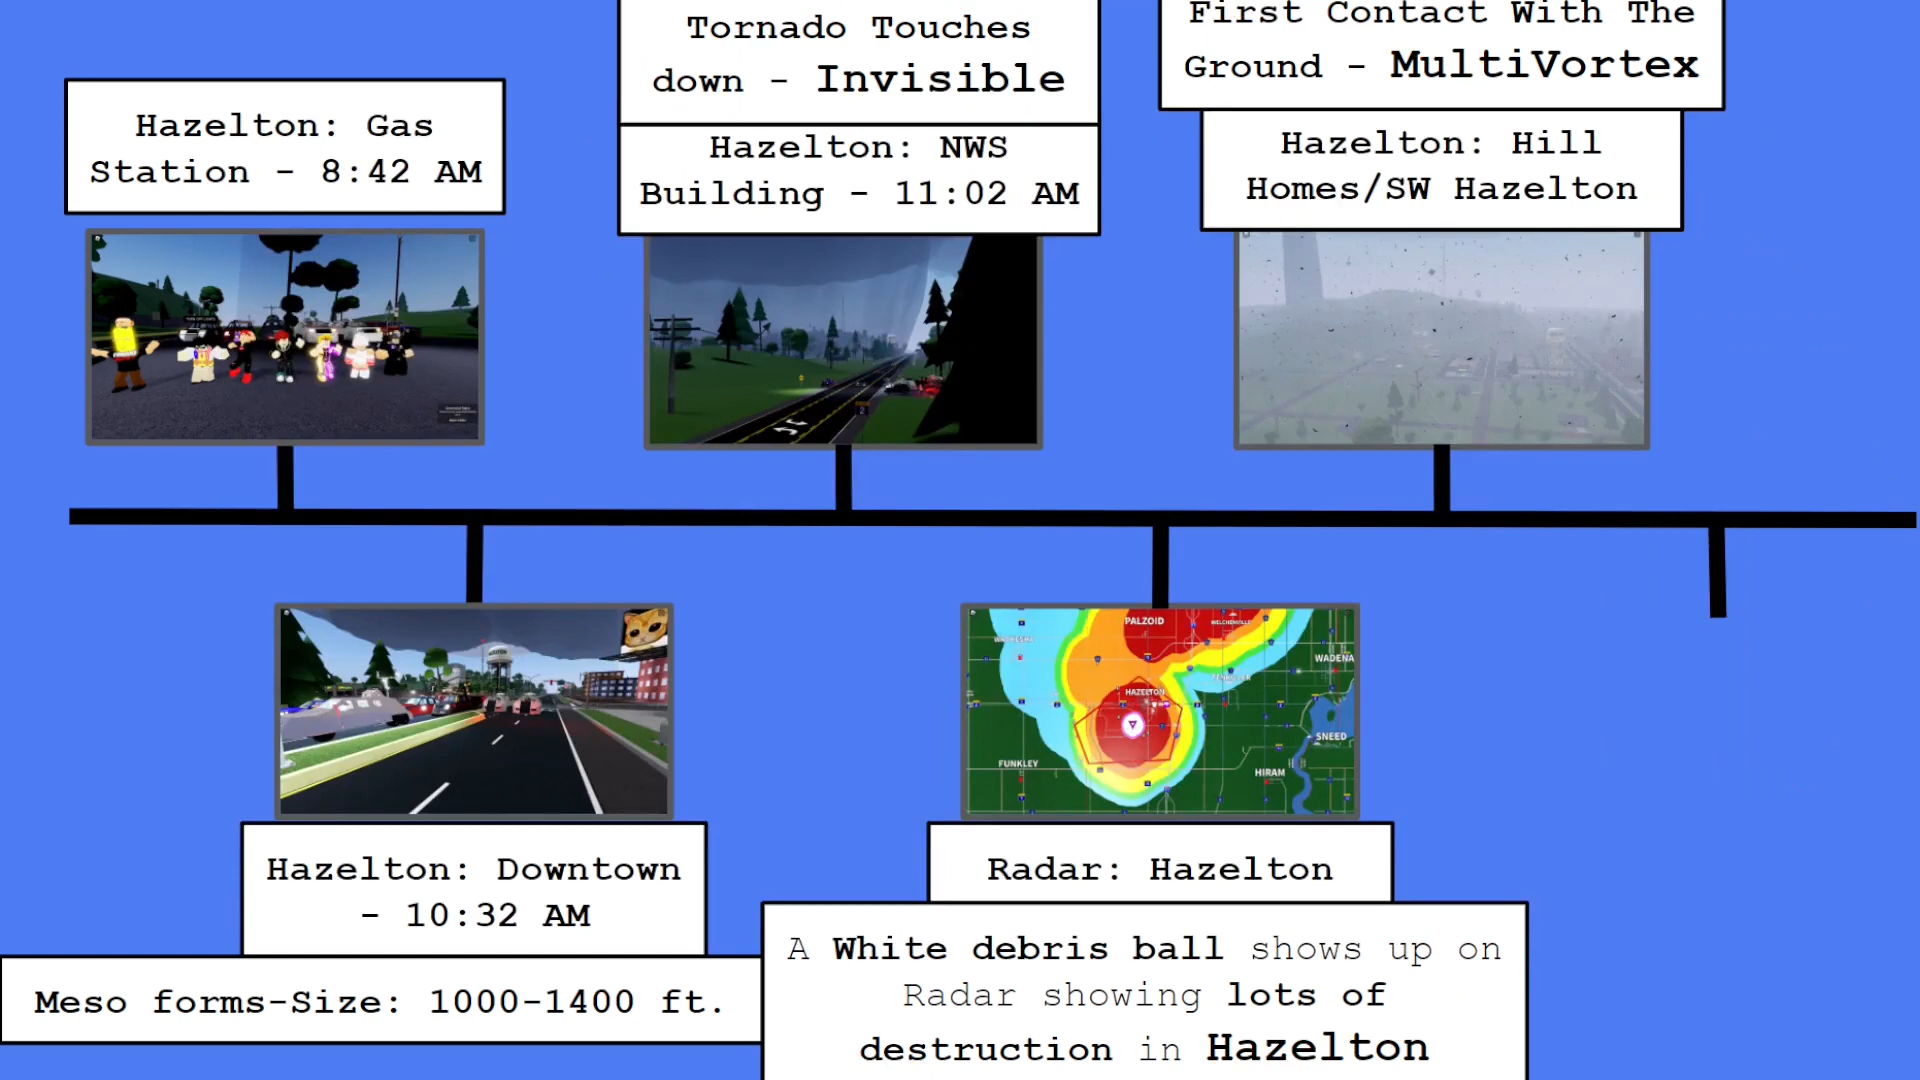 Hazelton: Gas
Station - 8:42 AM
Tornado Touches
down - Invisible
Hazelton: NWS
Building - 11:02 AM
First Contact With The
Ground - MultiVortex
Hazelton: Hill
Homes/SW Hazelton
PALZOID
WADENA
HAZELTON
SNEED
FUNKLEY
HIRAM
Hazelton: Downtown
- 10:32 AM
Meso forms-Size: 1000-1400 ft.
Radar: Hazelton
A White debris ball shows up on
Radar showing lots of
destruction in Hazelton